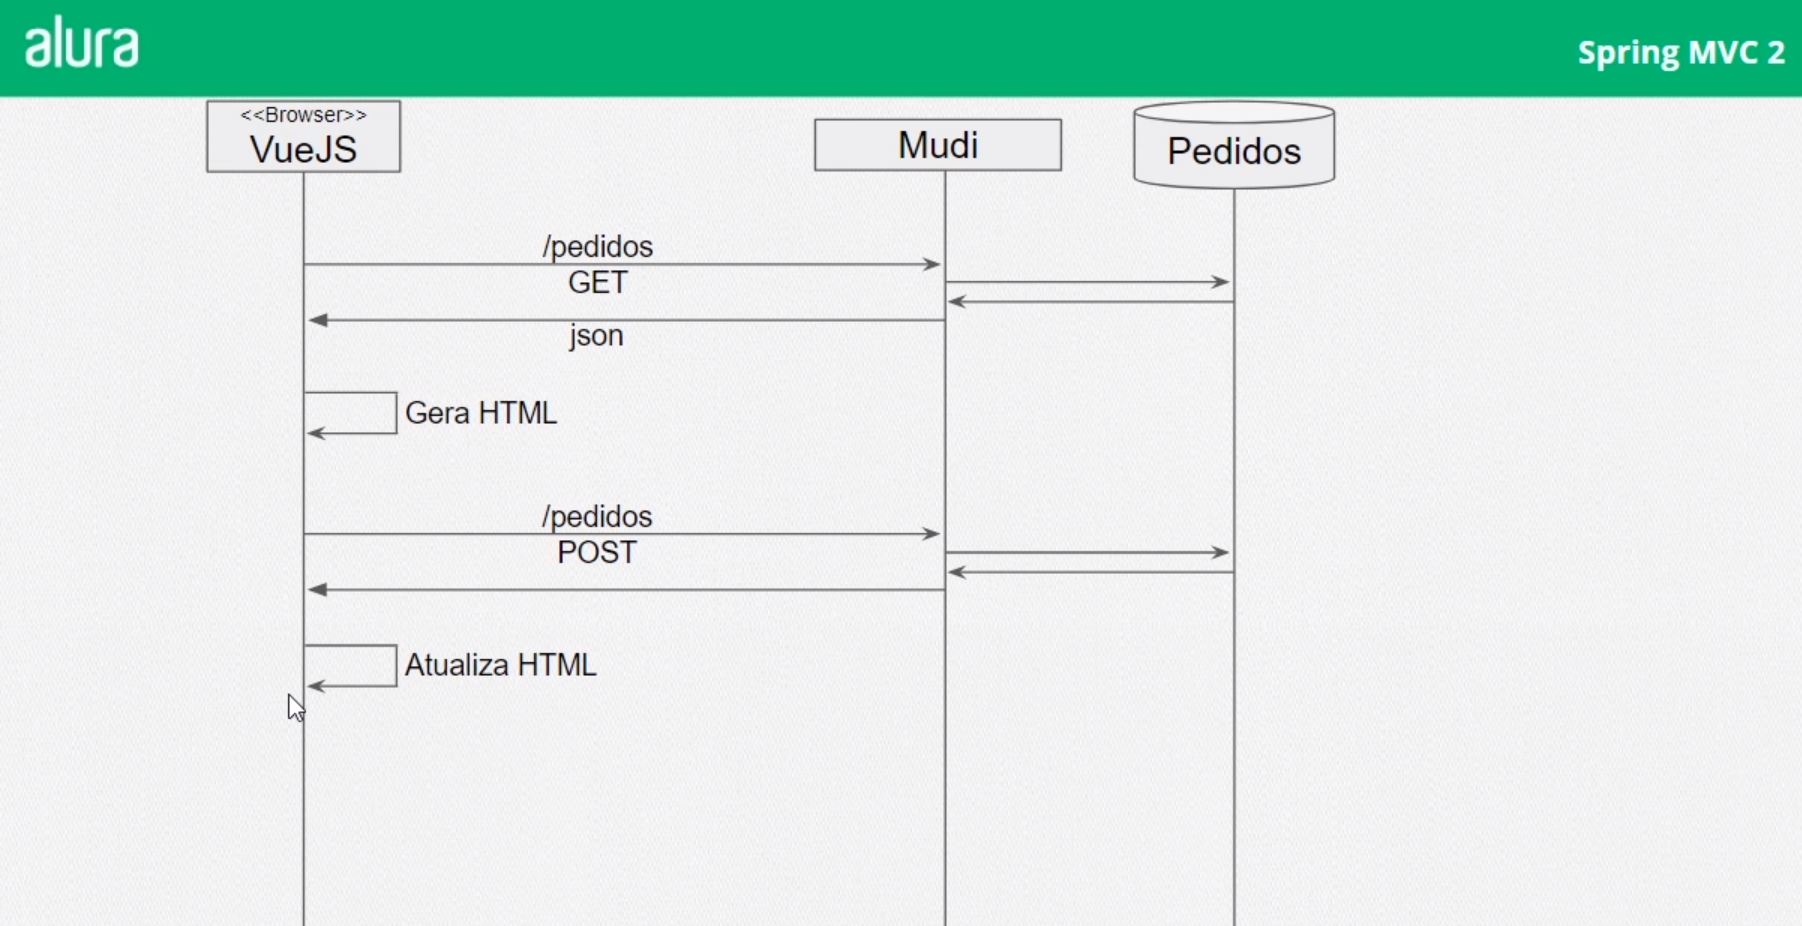 alura
Spring MVC 2
<<Browser>>
VueJS
Mudi
Pedidos
/pedidos
GET
json
Gera HTML
/pedidos
POST
Atualiza HTML